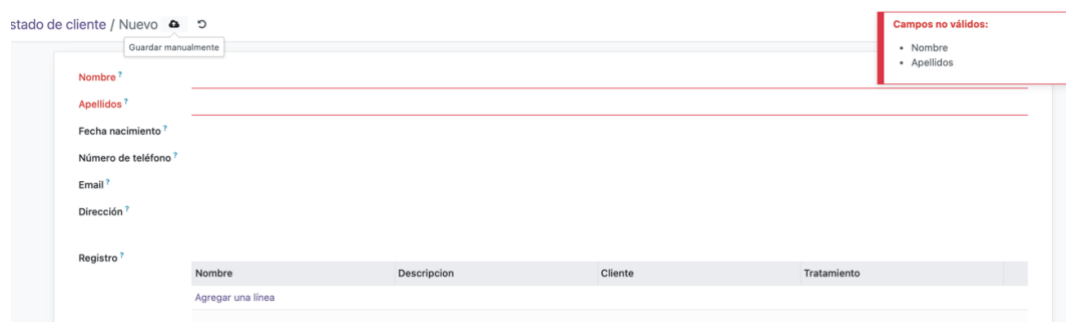 stado de cliente / Nuevo
Guardar manualmente
Campos no válidos:
• Nombre
• Apellidos
Nombre ?
Apellidos ?
Fecha nacimiento ?
Número de teléfono ?
Email ?
Dirección ?
Registro ?
Nombre Descripcion Cliente Tratamiento
Agregar una línea